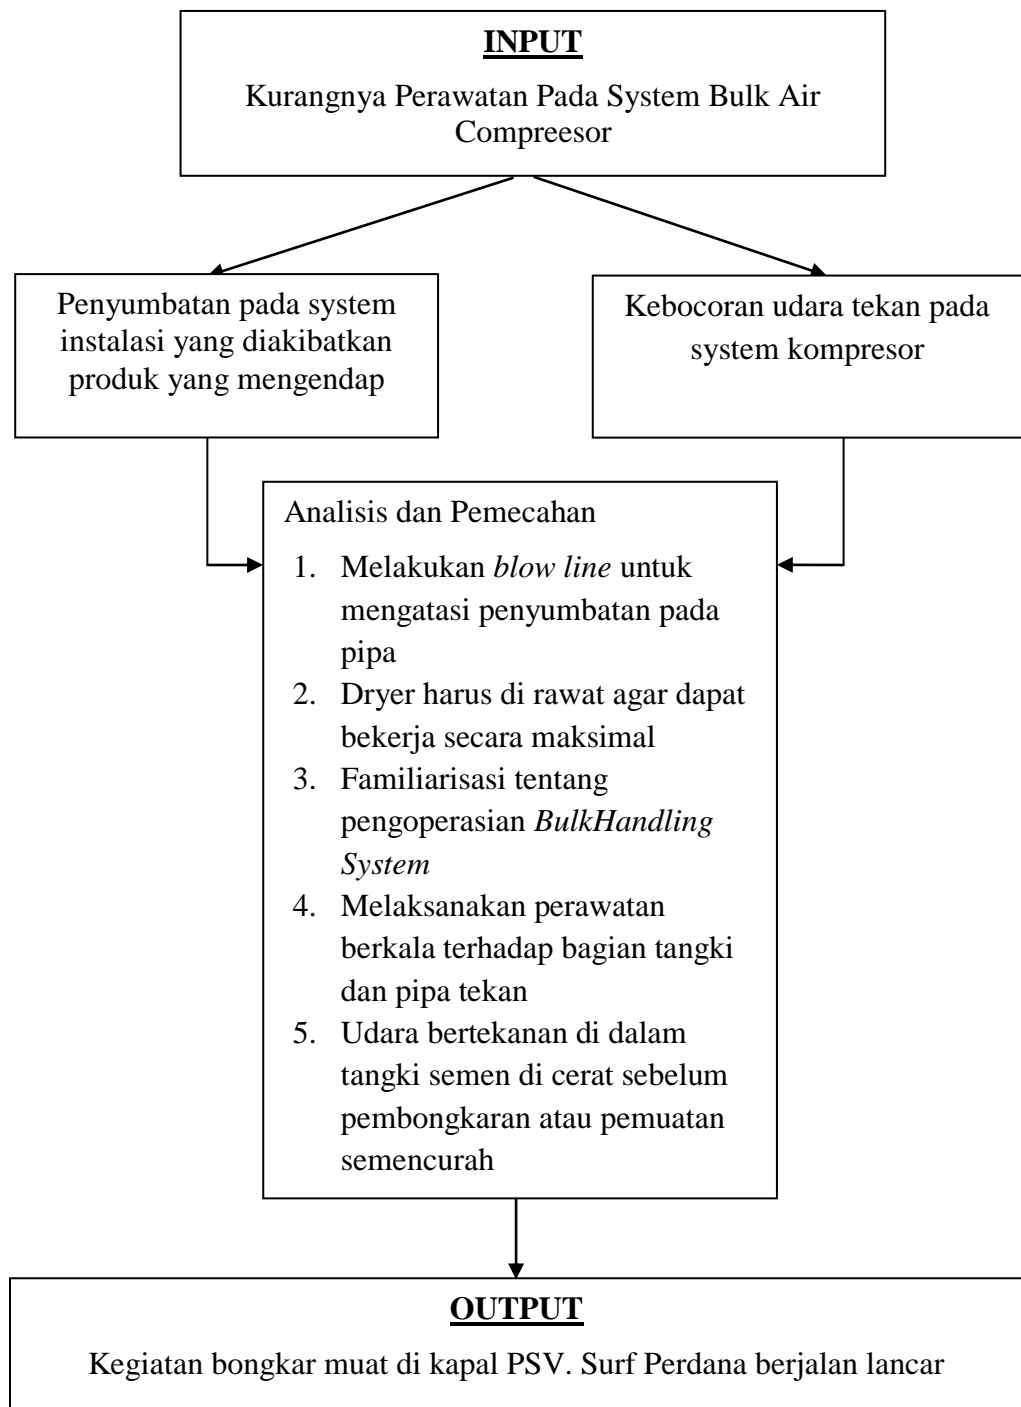 INPUT
Kurangnya Perawatan Pada System Bulk Air
Compreesor
Penyumbatan pada system
instalasi yang diakibatkan
produk yang mengendap
Kebocoran udara tekan pada
system kompresor
Analisis dan Pemecahan
1. Melakukan blow line untuk
mengatasi penyumbatan pada
pipa
2. Dryer harus di rawat agar dapat
bekerja secara maksimal
3. Familiarisasi tentang
pengoperasian BulkHandling
System
4. Melaksanakan perawatan
berkala terhadap bagian tangki
dan pipa tekan
5. Udara bertekanan di dalam
tangki semen di cerat sebelum
pembongkaran atau pemuatan
semencurah
OUTPUT
Kegiatan bongkar muat di kapal PSV. Surf Perdana berjalan lancar